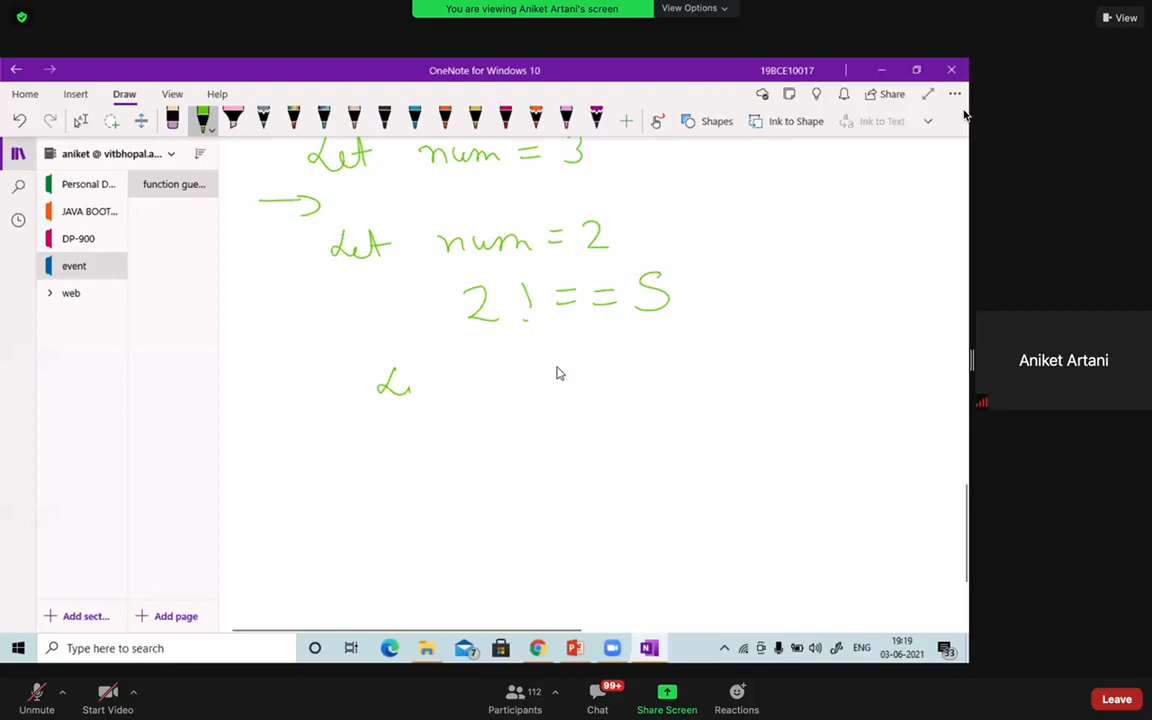 You are viewing Aniket Artani's screen
View Options
View
OneNote for Windows 10
19BCE10017
Home
Insert
Draw
View
Help
Share
Shapes
Ink to Shape
Ink to Text
aniket @ vitbhopal.a...
Personal D...
function gue...
JAVA BOOT...
DP-900
event
web
Let num = 3
Let num = 2
2 ! = = S
Aniket Artani
Add sect...
Add page
Type here to search
7
ENG
19:19
03-06-2021
33
Unmute
Start Video
112
Participants
99+
Chat
Share Screen
Reactions
Leave